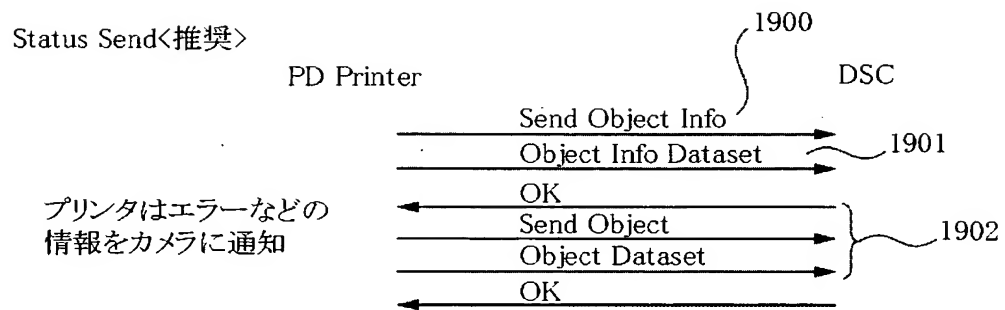 1900
Status Send<推奨>
PD Printer
DSC
Send Object Info
Object Info Dataset
1901
OK
プリンタはエラーなどの
情報をカメラに通知
Send Object
1902
Object Dataset
OK